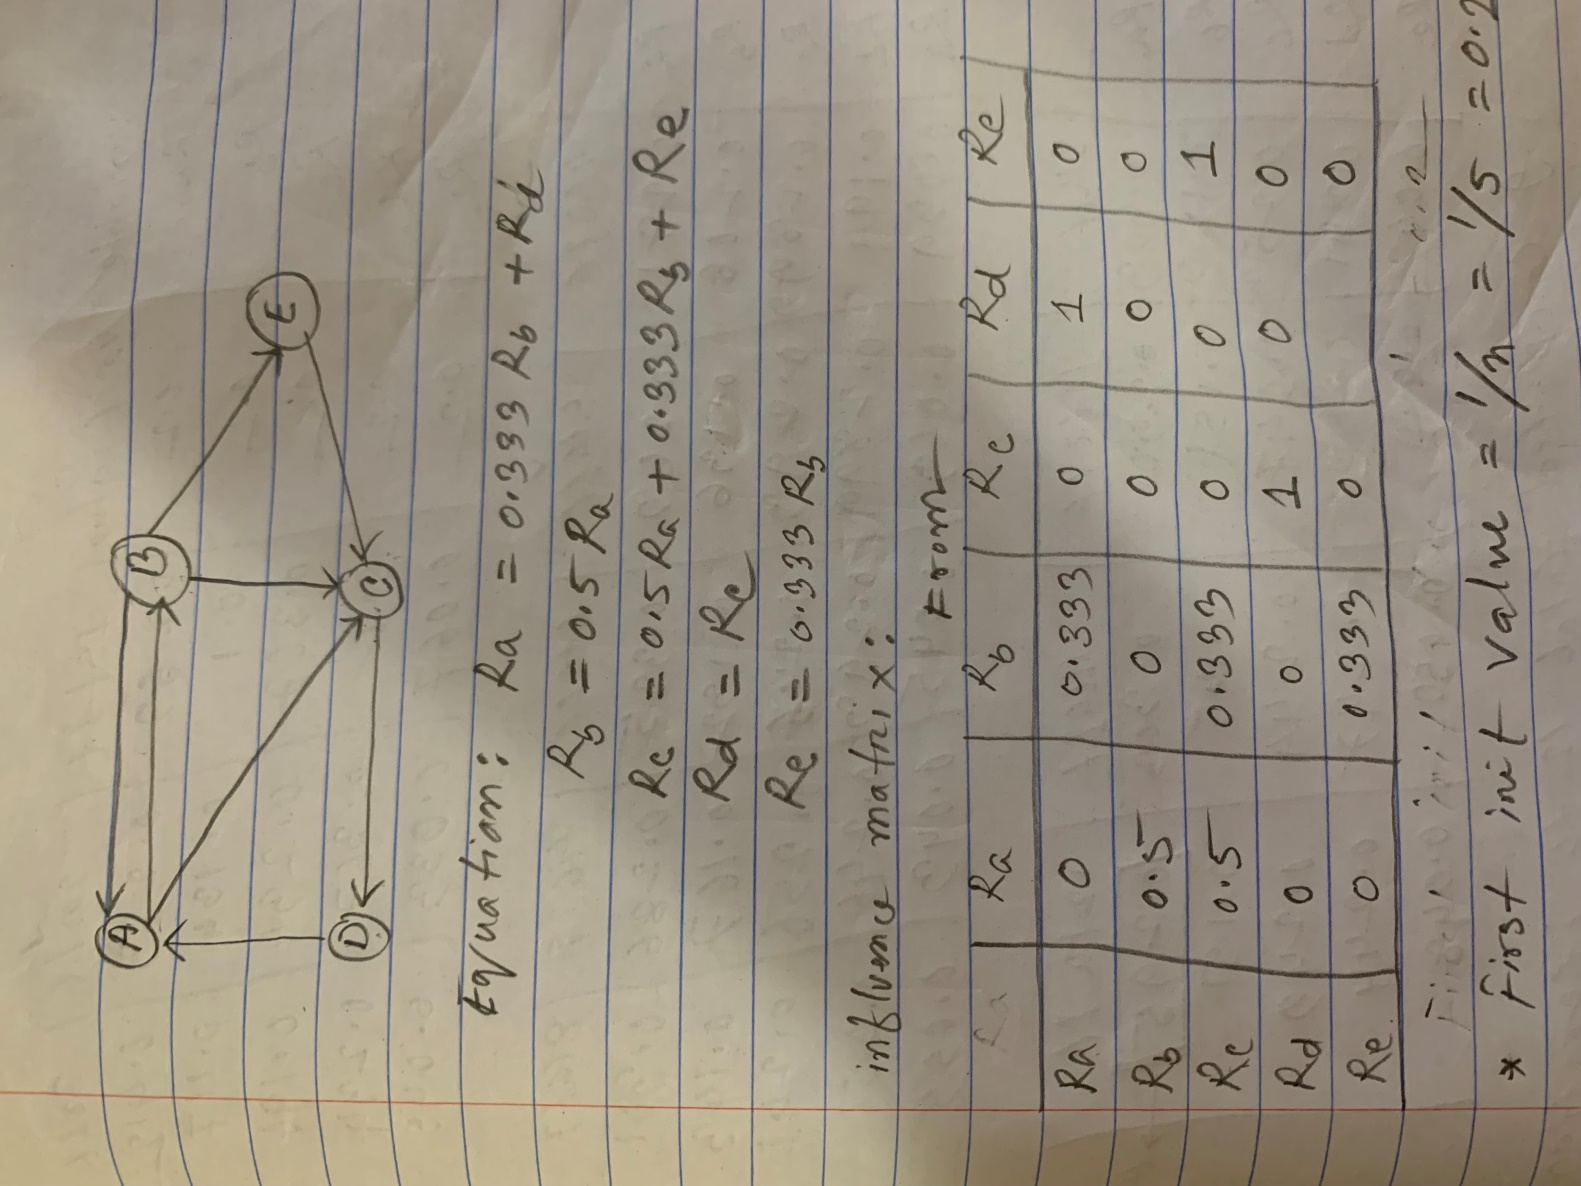 A B
D C E
Equation: Ra = 0.333 Rb + Rd
Rb = 0.5 Ra
Rc = 0.5 Ra + 0.333 Rb + Re
Rd = Rc
Re = 0.333 Rb
influence matrix:
From
Ra Rb Rc Rd Re
Ra 0 0.333 0 1 0
Rb 0.5 0 0 0 0
Rc 0.5 0.333 0 0 1
Rd 0 0 1 0 0
Re 0 0.333 0 0
* First init value = 1/n = 1/5 = 0.2